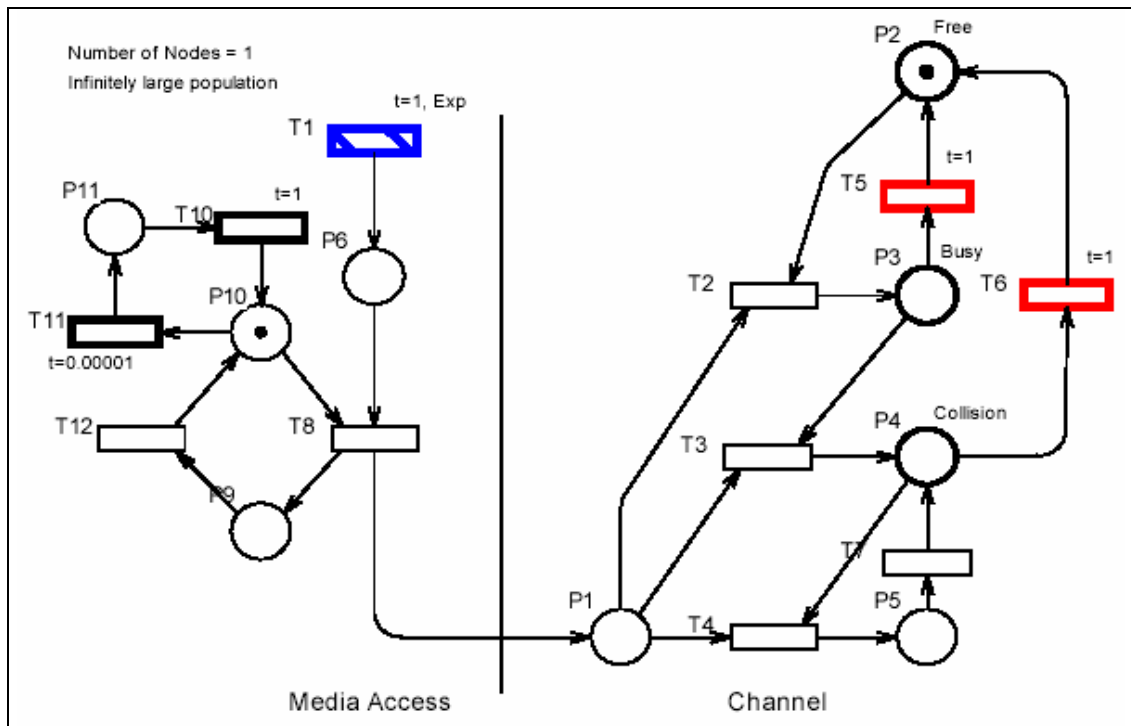 Number of Nodes = 1
Infinitely large population
t=1, Exp
T1
P11
T10
t=1
P6
P10
T11
t=0.00001
T12
T8
P9
Media Access
P2
Free
t=1
T5
P3
Busy
T2
T6
t=1
T3
P4
Collision
T7
P1
T4
P5
Channel